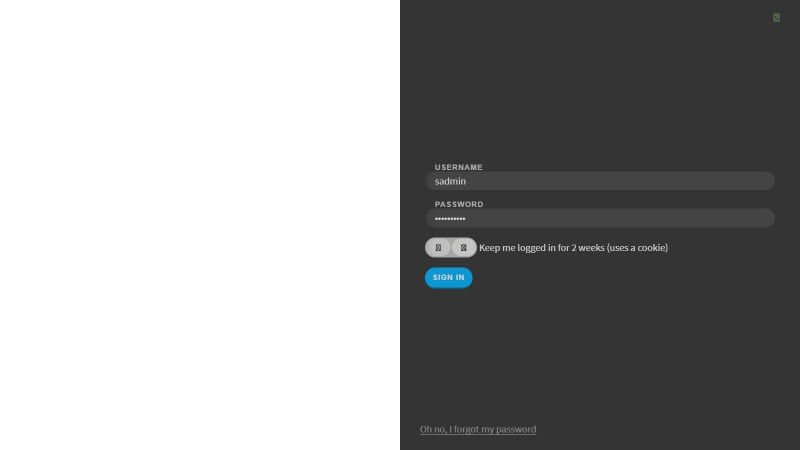 USERNAME
sadmin
PASSWORD
••••••••••
Keep me logged in for 2 weeks (uses a cookie)
SIGN IN
Oh no, I forgot my password